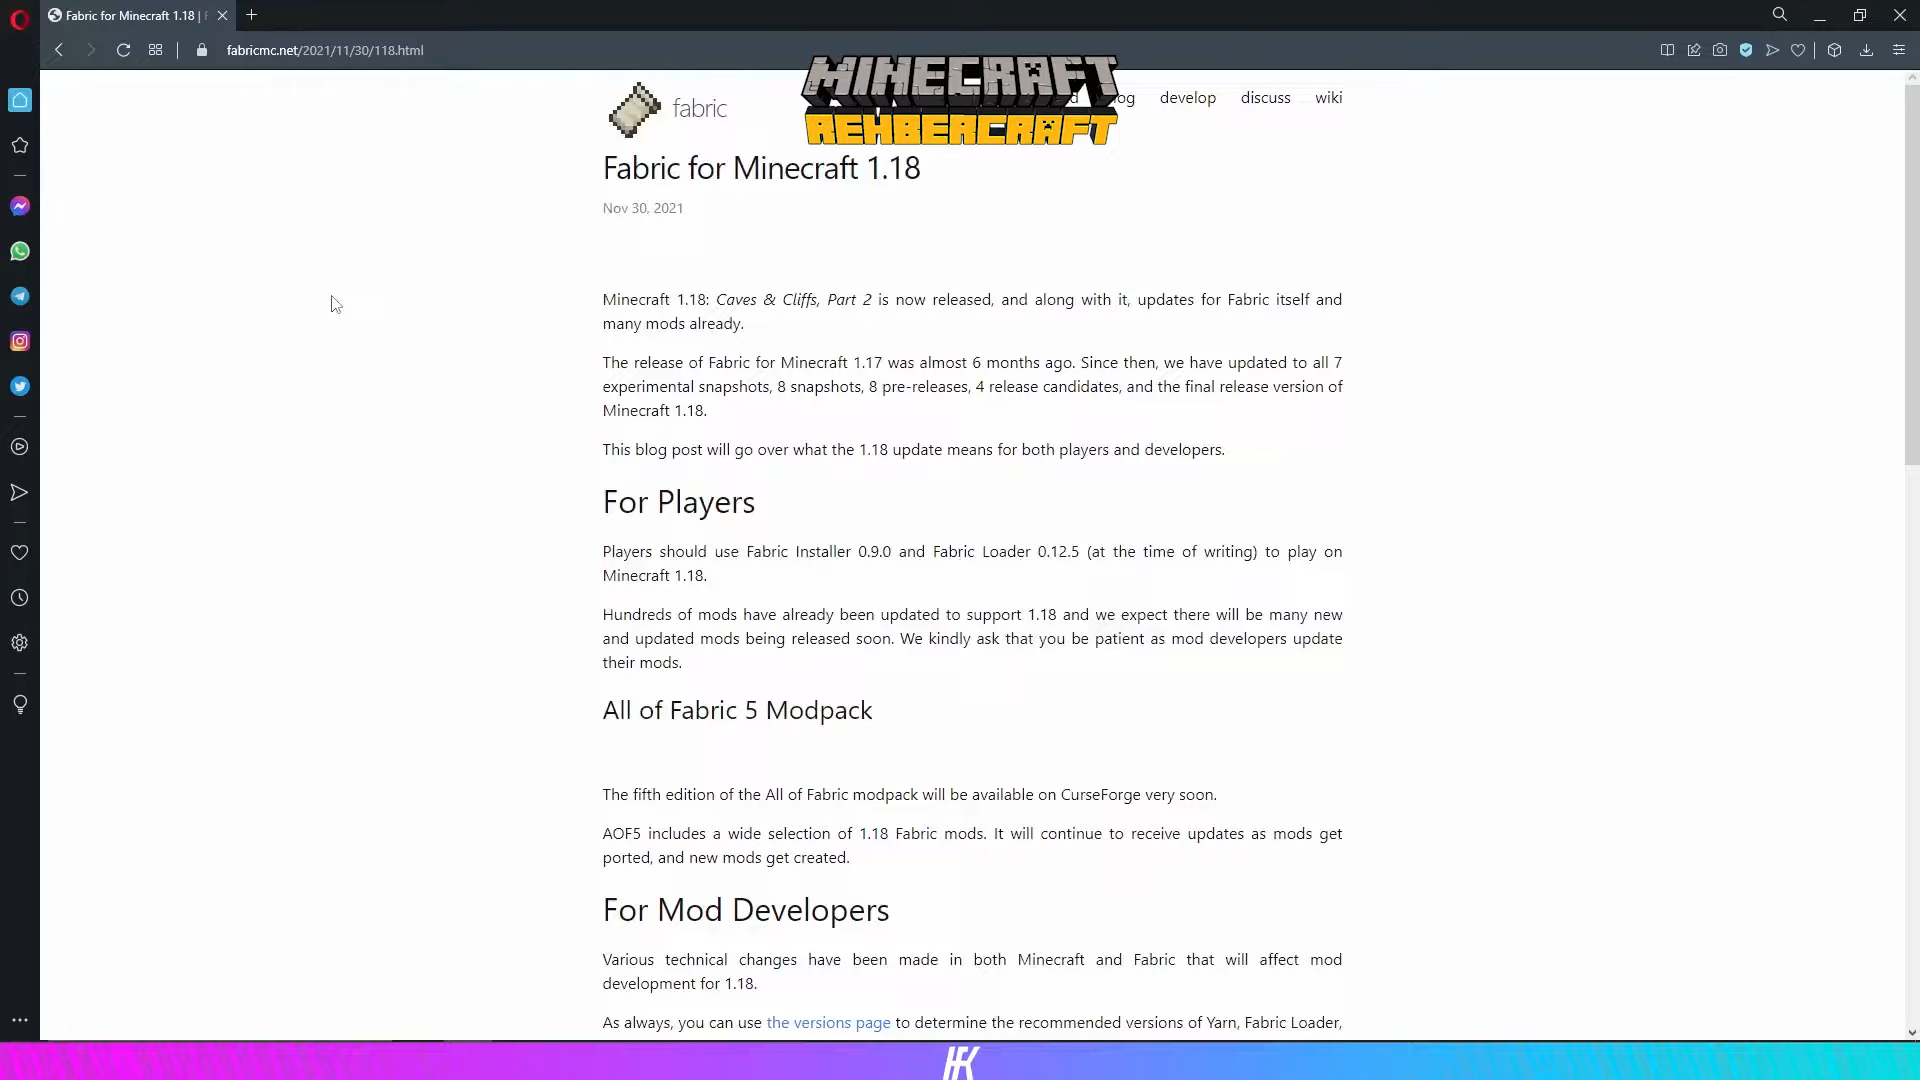 Fabric for Minecraft 1.18 |
fabricmc.net/2021/11/30/118.html
MINECRAFT
REHBERCRAFT
fabric
d
og
develop
discuss
wiki
Fabric for Minecraft 1.18
Nov 30, 2021
Minecraft 1.18: Caves & Cliffs, Part 2 is now released, and along with it, updates for Fabric itself and
many mods already.
The release of Fabric for Minecraft 1.17 was almost 6 months ago. Since then, we have updated to all 7
experimental snapshots, 8 snapshots, 8 pre-releases, 4 release candidates, and the final release version of
Minecraft 1.18.
This blog post will go over what the 1.18 update means for both players and developers.
For Players
Players should use Fabric Installer 0.9.0 and Fabric Loader 0.12.5 (at the time of writing) to play on
Minecraft 1.18.
Hundreds of mods have already been updated to support 1.18 and we expect there will be many new
and updated mods being released soon. We kindly ask that you be patient as mod developers update
their mods.
All of Fabric 5 Modpack
The fifth edition of the All of Fabric modpack will be available on CurseForge very soon.
AOF5 includes a wide selection of 1.18 Fabric mods. It will continue to receive updates as mods get
ported, and new mods get created.
For Mod Developers
Various technical changes have been made in both Minecraft and Fabric that will affect mod
development for 1.18.
As always, you can use the versions page to determine the recommended versions of Yarn, Fabric Loader,